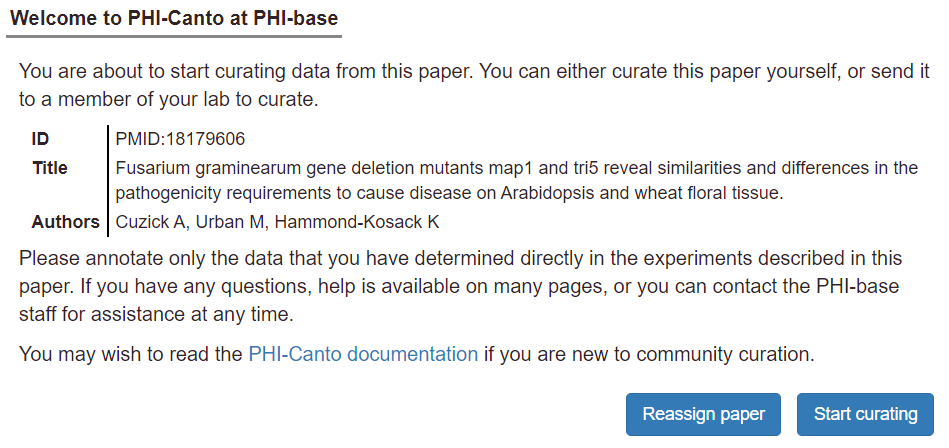 Welcome to PHI-Canto at PHI-base
You are about to start curating data from this paper. You can either curate this paper yourself, or send it
to a member of your lab to curate.
ID PMID:18179606
Title Fusarium graminearum gene deletion mutants map1 and tri5 reveal similarities and differences in the
pathogenicity requirements to cause disease on Arabidopsis and wheat floral tissue.
Authors Cuzick A, Urban M, Hammond-Kosack K
Please annotate only the data that you have determined directly in the experiments described in this
paper. If you have any questions, help is available on many pages, or you can contact the PHI-base
staff for assistance at any time.
You may wish to read the PHI-Canto documentation if you are new to community curation.
Reassign paper Start curating